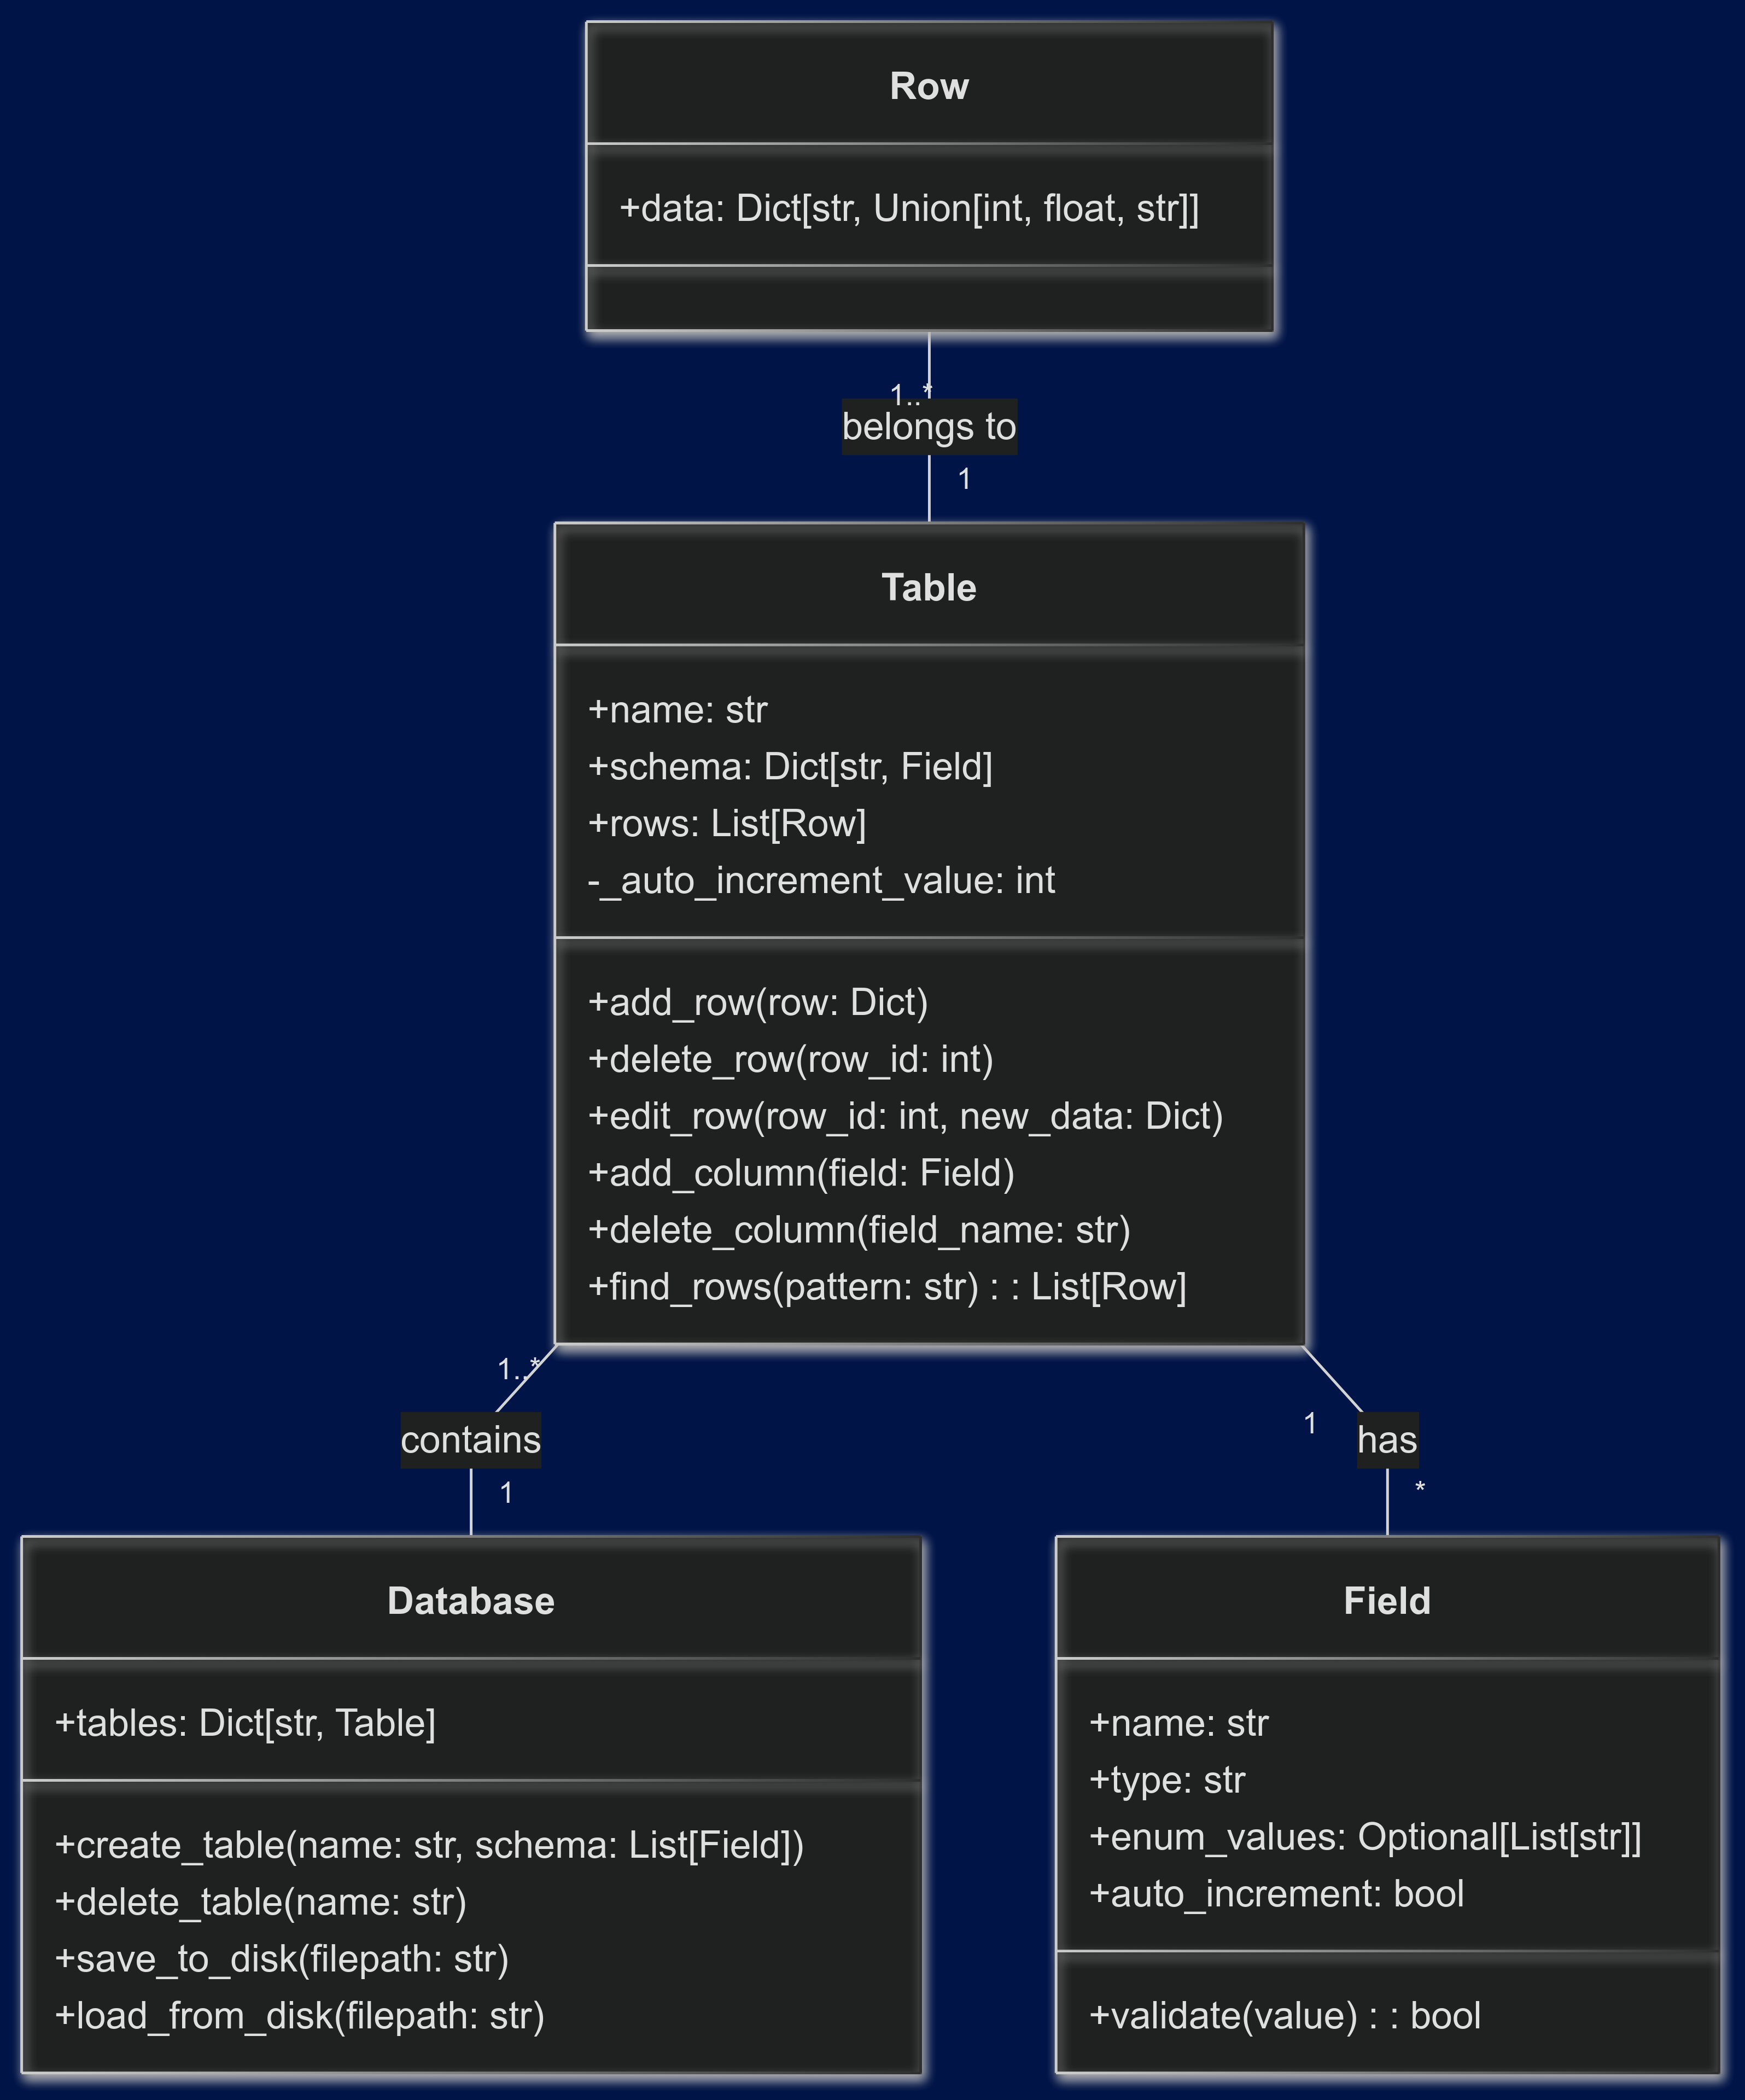 Row
+data: Dict[str, Union[int, float, str]]
1..*
belongs to
1
Table
+name: str
+schema: Dict[str, Field]
+rows: List[Row]
-_auto_increment_value: int
+add_row(row: Dict)
+delete_row(row_id: int)
+edit_row(row_id: int, new_data: Dict)
+add_column(field: Field)
+delete_column(field_name: str)
+find_rows(pattern: str) : : List[Row]
1..*
contains
1
1
has
*
Database
+tables: Dict[str, Table]
+create_table(name: str, schema: List[Field])
+delete_table(name: str)
+save_to_disk(filepath: str)
+load_from_disk(filepath: str)
Field
+name: str
+type: str
+enum_values: Optional[List[str]]
+auto_increment: bool
+validate(value) : : bool